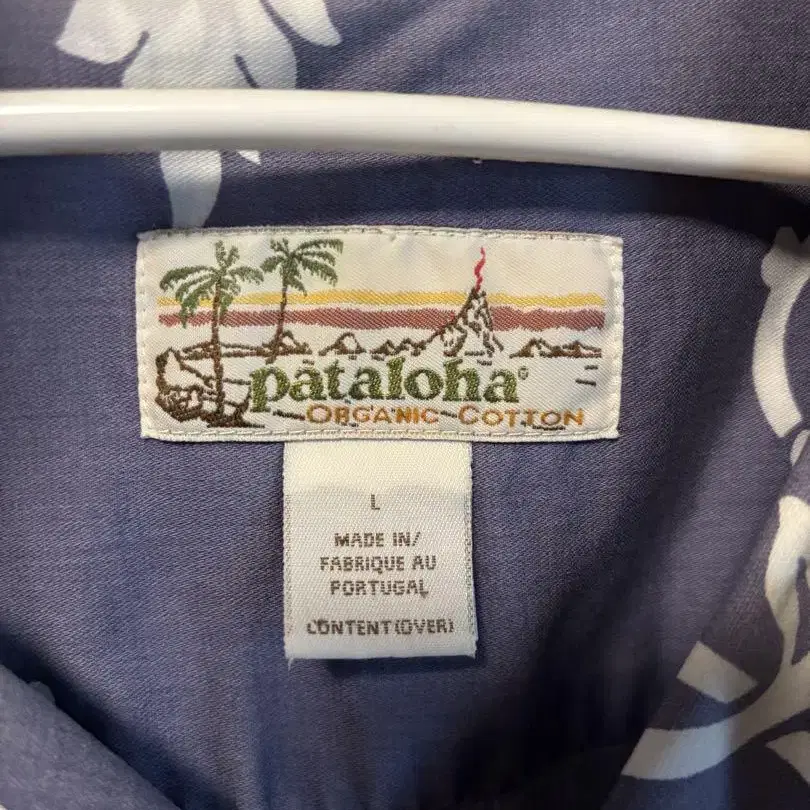 pataloha®
ORGANIC COTTON
L
MADE IN/
FABRIQUE AU
PORTUGAL
CONTENT(OVER)